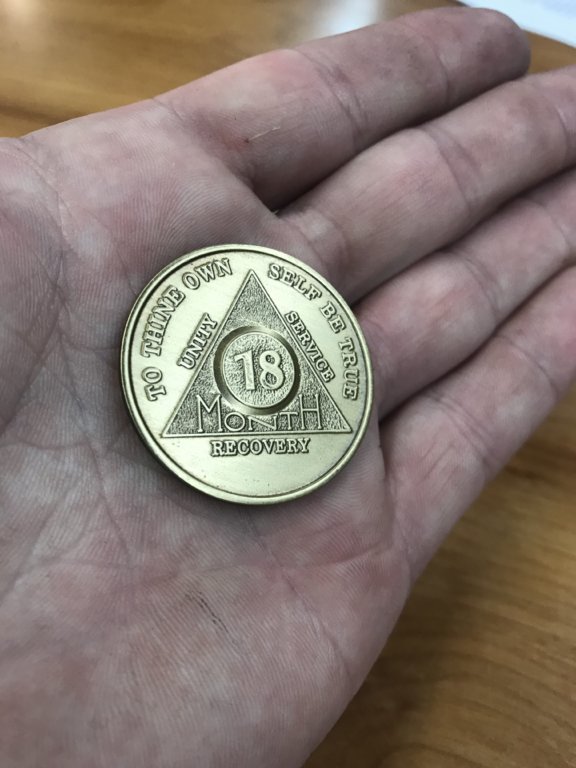 TO THINE OWN SELF BE TRUE
UNITY
SERVICE
18
MONTH
RECOVERY